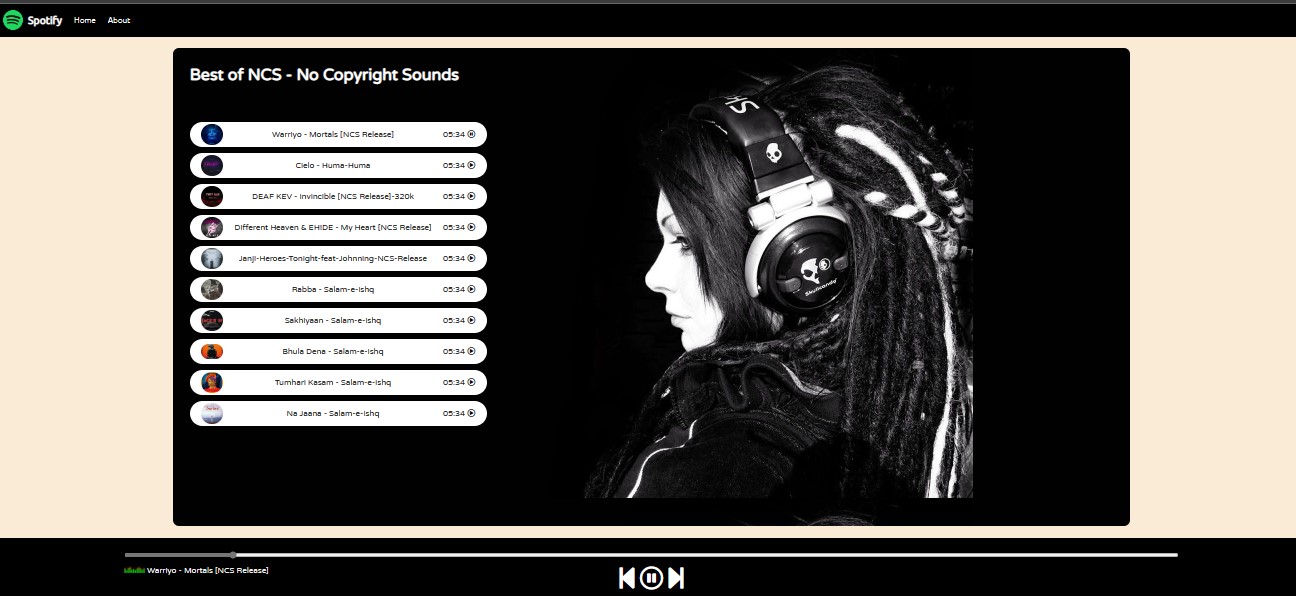 Spotify Home About
Best of NCS - No Copyright Sounds
Warriyo - Mortals [NCS Release] 05:34
Cielo - Huma-Huma 05:34
DEAF KEV - Invincible [NCS Release]-320k 05:34
Different Heaven & EHIDE - My Heart [NCS Release] 05:34
Janji-Heroes-Tonight-feat-Johnning-NCS-Release 05:34
Rabba - Salam-e-Ishq 05:34
Sakhiyaan - Salam-e-Ishq 05:34
Bhula Dena - Salam-e-Ishq 05:34
Tumhari Kasam - Salam-e-Ishq 05:34
Na Jaana - Salam-e-Ishq 05:34
Skullcandy
Warriyo - Mortals [NCS Release]